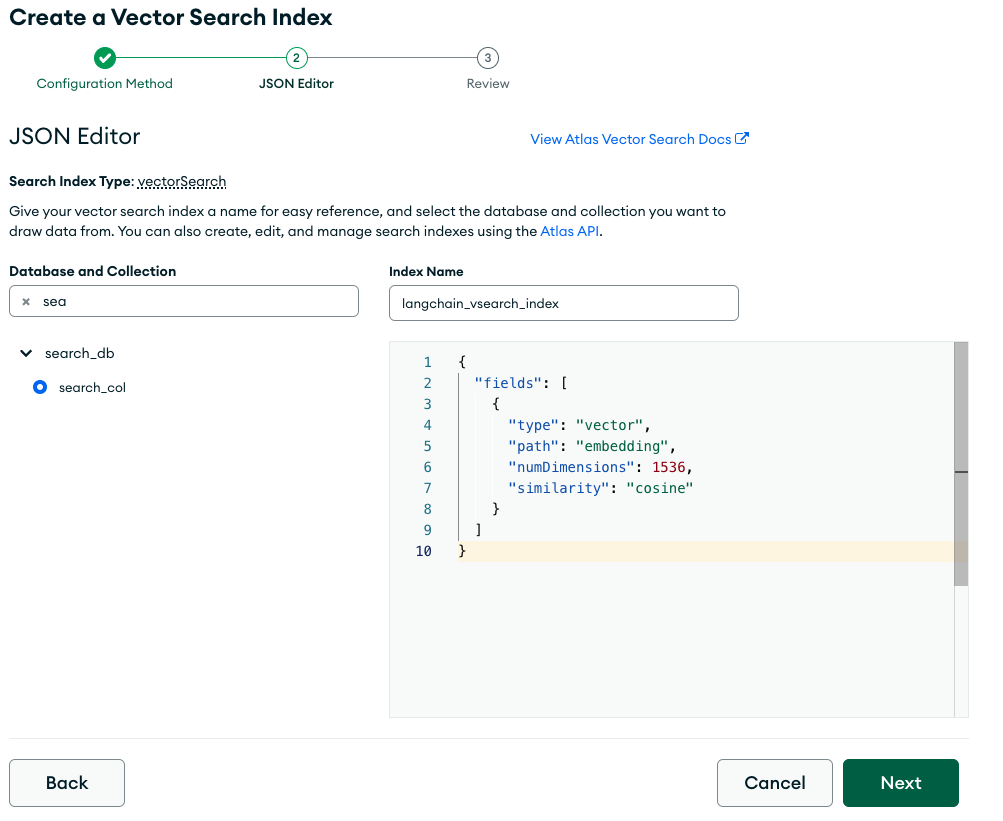 Create a Vector Search Index
2
3
Configuration Method
JSON Editor
Review
JSON Editor
View Atlas Vector Search Docs
Search Index Type: vectorSearch
Give your vector search index a name for easy reference, and select the database and collection you want to
draw data from. You can also create, edit, and manage search indexes using the Atlas API.
Database and Collection
Index Name
sea
langchain_vsearch_index
search_db
search_col
1 {
2 "fields": [
3 {
4 "type": "vector",
5 "path": "embedding",
6 "numDimensions": 1536,
7 "similarity": "cosine"
8 }
9 ]
10 }
Back
Cancel
Next